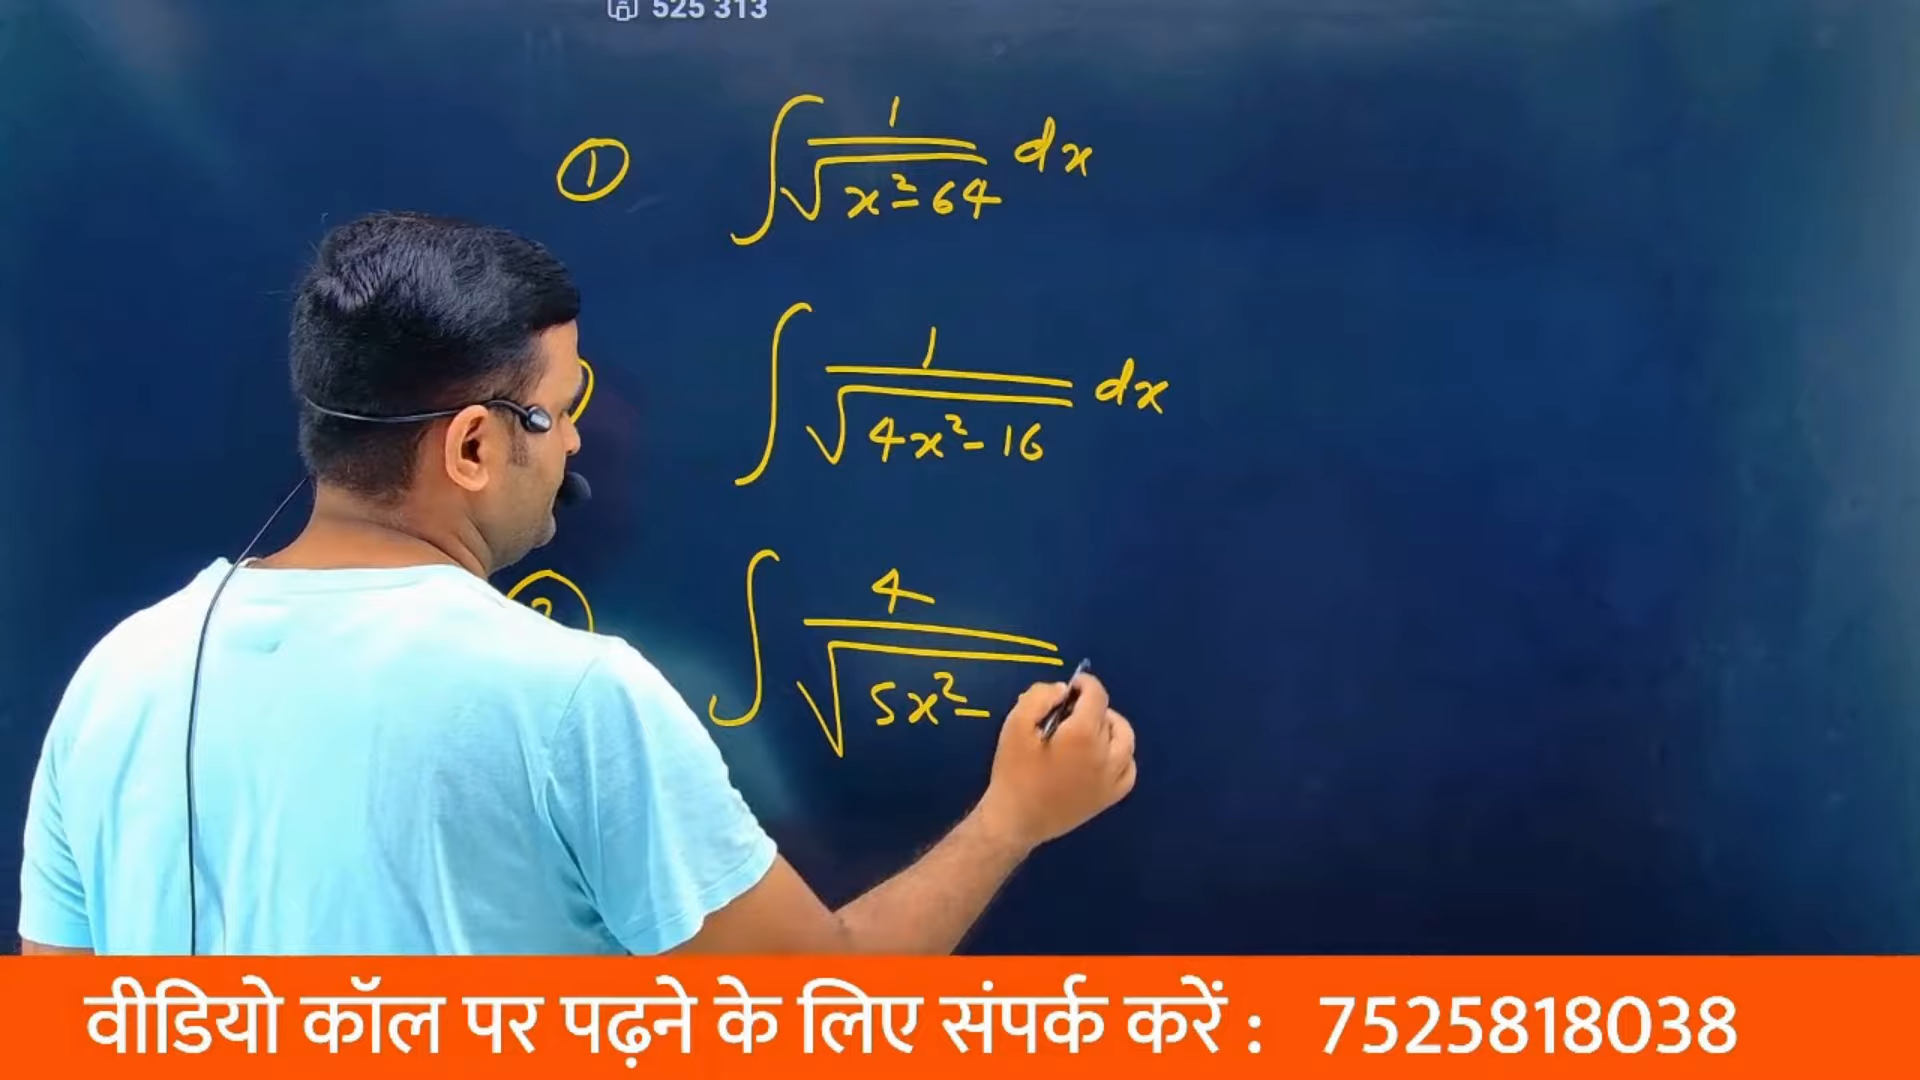 525 313
① ∫ 1/√(x²-64) dx
∫ 1/√(4x²-16) dx
∫ 4/√(5x²-
वीडियो कॉल पर पढ़ने के लिए संपर्क करें : 7525818038